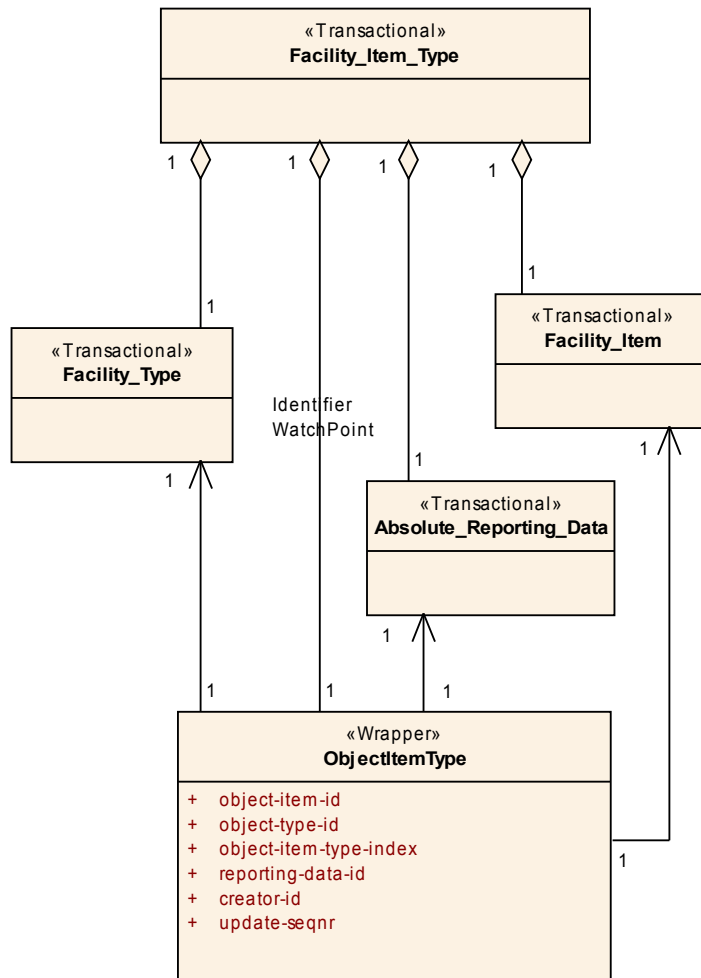 «Transactional»
Facility_Item_Type
1
1
1
1
1
1
«Transactional»
Facility_Item
«Transactional»
Facility_Type
Identifier
WatchPoint
1
1
1
«Transactional»
Absolute_Reporting_Data
1
1
1
1
«Wrapper»
ObjectItemType
+ object-item-id
+ object-type-id
+ object-item-type-index
+ reporting-data-id
+ creator-id
+ update-seqnr
1